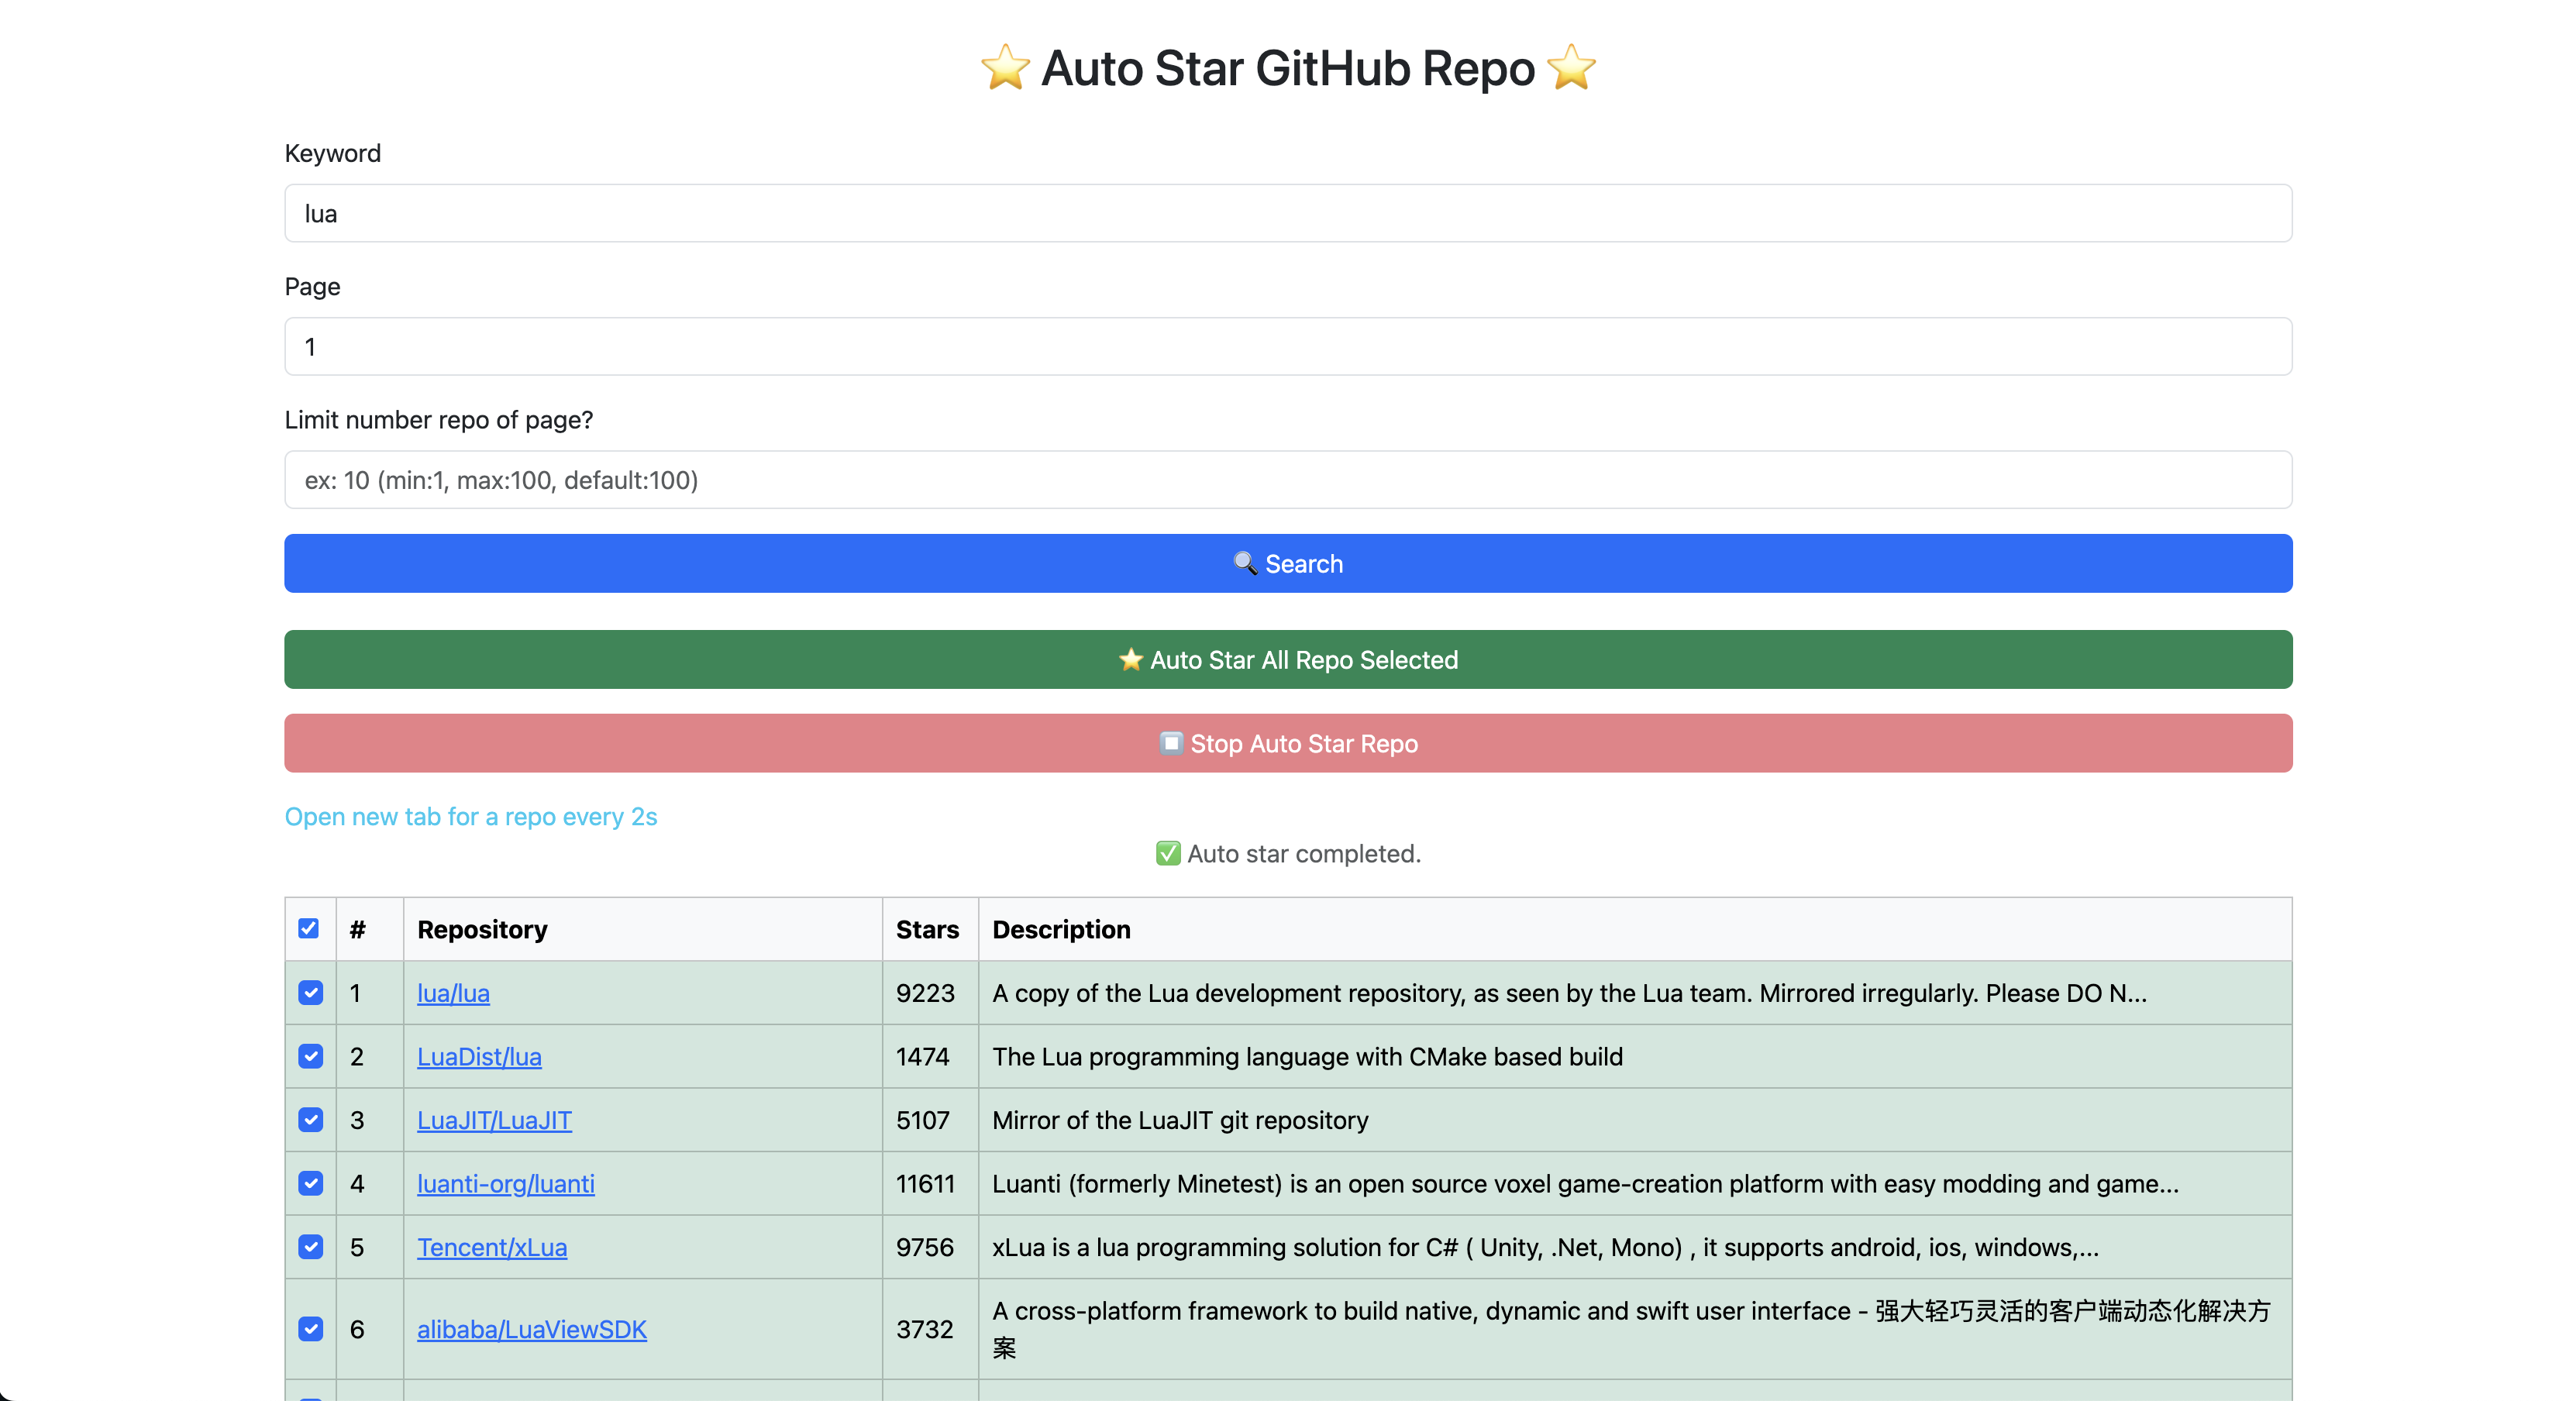 ⭐ Auto Star GitHub Repo ⭐
Keyword
lua
Page
1
Limit number repo of page?
ex: 10 (min:1, max:100, default:100)
🔍 Search
⭐ Auto Star All Repo Selected
⏹️ Stop Auto Star Repo
Open new tab for a repo every 2s
✅ Auto star completed.
# Repository Stars Description
1 lua/lua 9223 A copy of the Lua development repository, as seen by the Lua team. Mirrored irregularly. Please DO N...
2 LuaDist/lua 1474 The Lua programming language with CMake based build
3 LuaJIT/LuaJIT 5107 Mirror of the LuaJIT git repository
4 luanti-org/luanti 11611 Luanti (formerly Minetest) is an open source voxel game-creation platform with easy modding and game...
5 Tencent/xLua 9756 xLua is a lua programming solution for C# ( Unity, .Net, Mono) , it supports android, ios, windows,...
6 alibaba/LuaViewSDK 3732 A cross-platform framework to build native, dynamic and swift user interface - 强大轻巧灵活的客户端动态化解决方
案